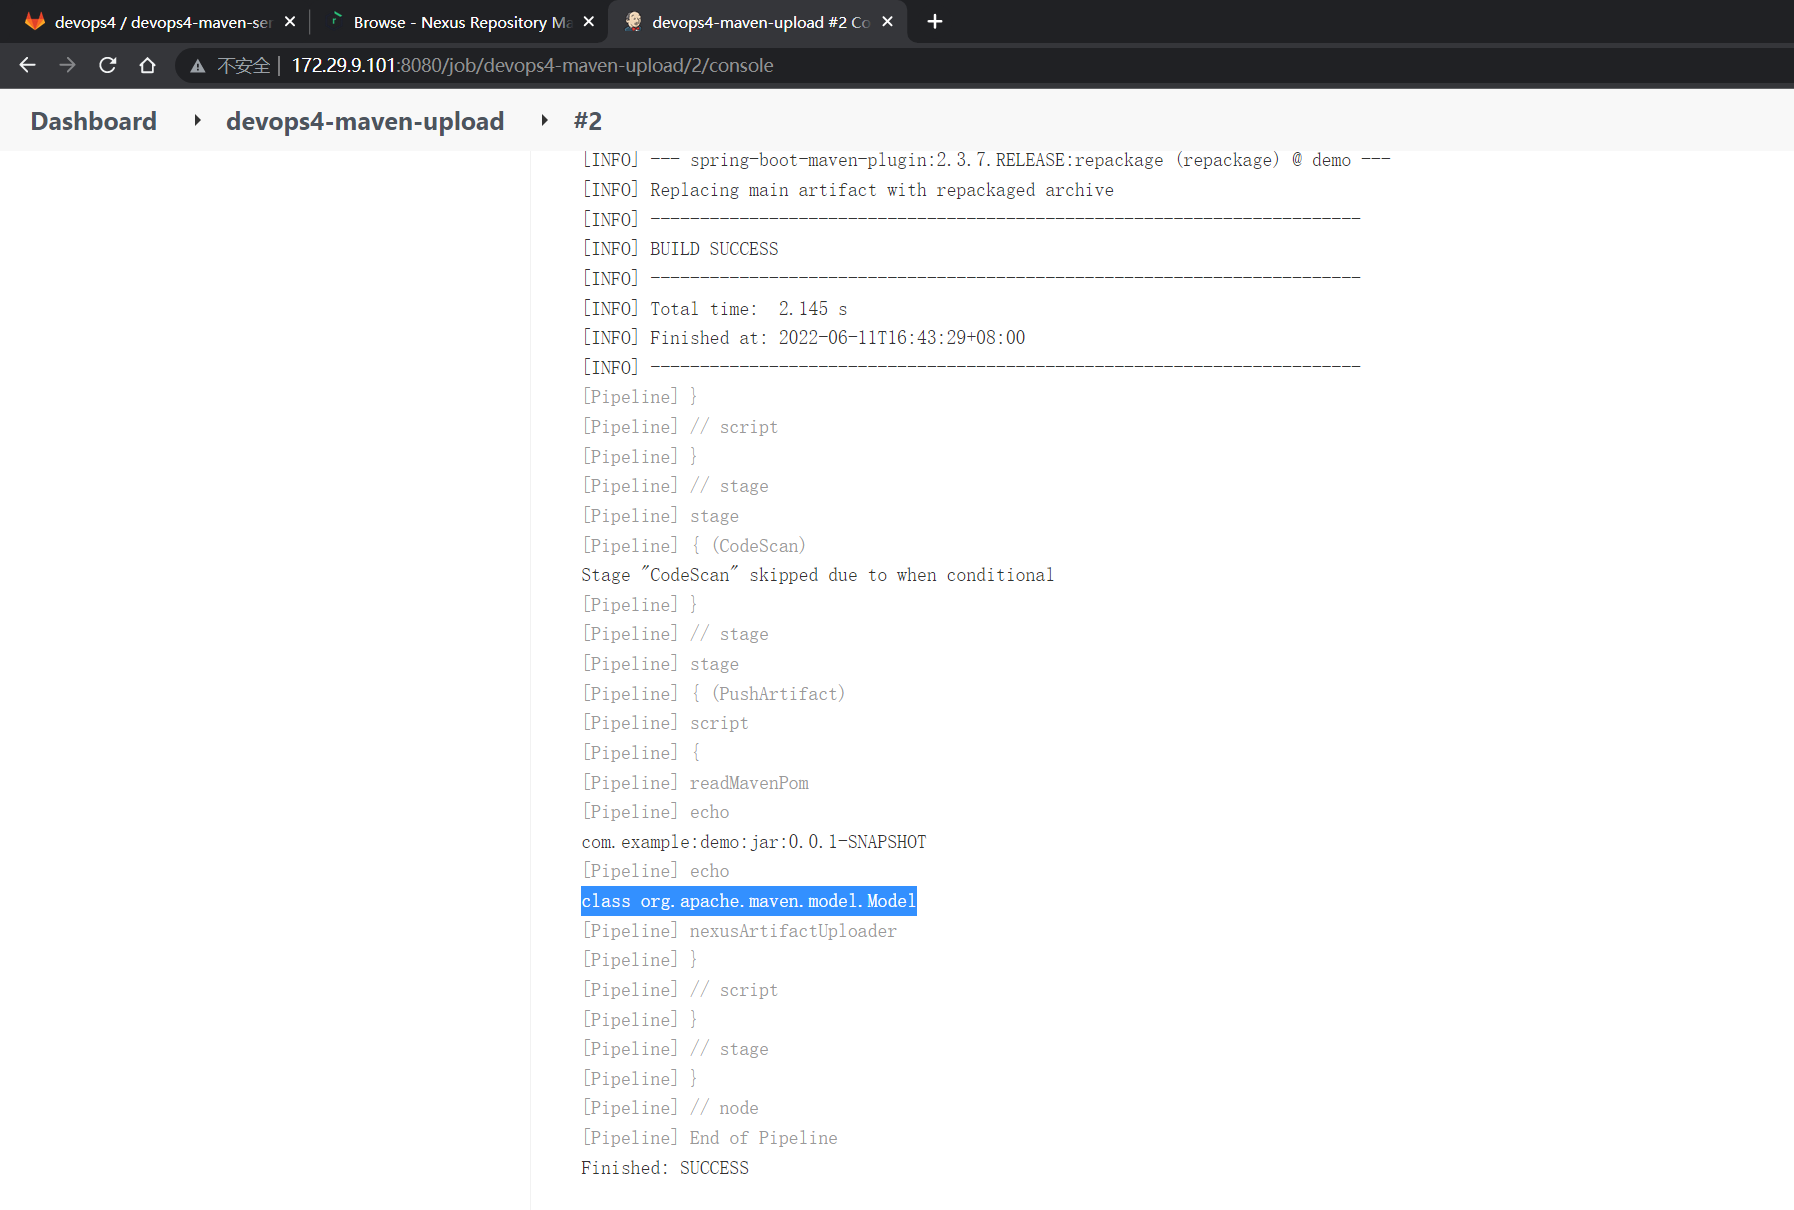 devops4 / devops4-maven-ser
Browse - Nexus Repository Ma
devops4-maven-upload #2 Co
不安全 | 172.29.9.101:8080/job/devops4-maven-upload/2/console
Dashboard devops4-maven-upload #2
[INFO] --- spring-boot-maven-plugin:2.3.7.RELEASE:repackage (repackage) @ demo ---
[INFO] Replacing main artifact with repackaged archive
[INFO] ------------------------------------------------------------------------
[INFO] BUILD SUCCESS
[INFO] ------------------------------------------------------------------------
[INFO] Total time:  2.145 s
[INFO] Finished at: 2022-06-11T16:43:29+08:00
[INFO] ------------------------------------------------------------------------
[Pipeline] }
[Pipeline] // script
[Pipeline] }
[Pipeline] // stage
[Pipeline] stage
[Pipeline] { (CodeScan)
Stage "CodeScan" skipped due to when conditional
[Pipeline] }
[Pipeline] // stage
[Pipeline] stage
[Pipeline] { (PushArtifact)
[Pipeline] script
[Pipeline] {
[Pipeline] readMavenPom
[Pipeline] echo
com.example:demo:jar:0.0.1-SNAPSHOT
[Pipeline] echo
class org.apache.maven.model.Model
[Pipeline] nexusArtifactUploader
[Pipeline] }
[Pipeline] // script
[Pipeline] }
[Pipeline] // stage
[Pipeline] }
[Pipeline] // node
[Pipeline] End of Pipeline
Finished: SUCCESS